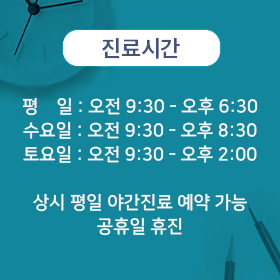 진료시간
평 일 : 오전 9:30 - 오후 6:30
수요일 : 오전 9:30 - 오후 8:30
토요일 : 오전 9:30 - 오후 2:00
상시 평일 야간진료 예약 가능
공휴일 휴진